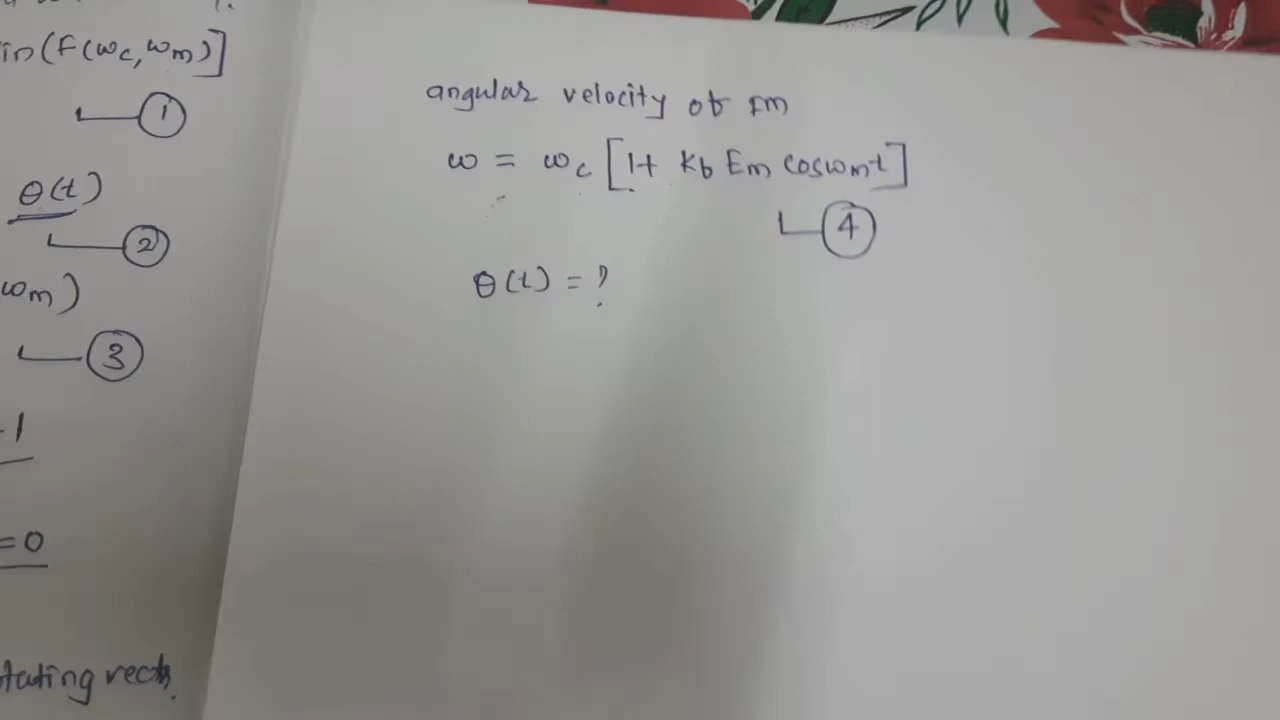 in(F(ωc,ωm)]
①
θ(t)
②
ωm)
③
-1
=0
tating
angular velocity of FM
ω = ωc [1+ Kb Em cosωmt]
④
θ(t) = ?